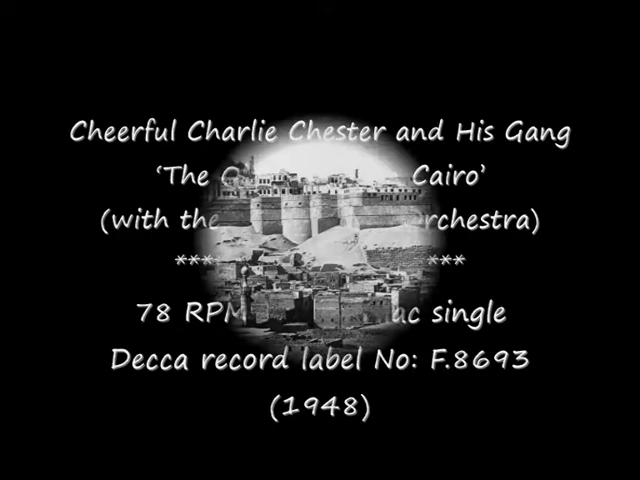 Cheerful Charlie Chester and His Gang
‘The Cairo’
(with the orchestra)
*** ***
78 RPM single
Decca record label No: F.8693
(1948)